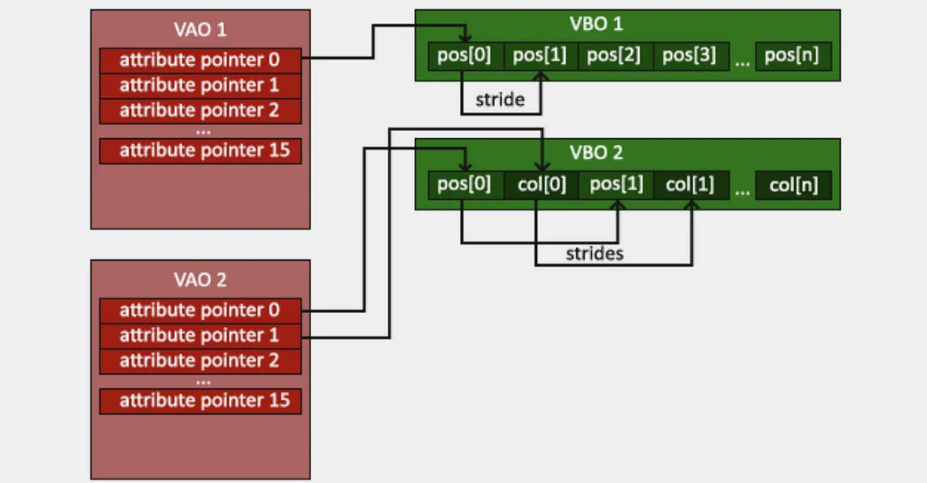 VAO 1
attribute pointer 0
attribute pointer 1
attribute pointer 2
...
attribute pointer 15
VBO 1
pos[0] pos[1] pos[2] pos[3] ... pos[n]
stride
VBO 2
pos[0] col[0] pos[1] col[1] ... col[n]
strides
VAO 2
attribute pointer 0
attribute pointer 1
attribute pointer 2
...
attribute pointer 15